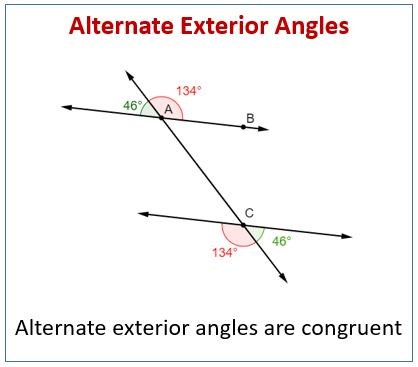 Alternate Exterior Angles
134°
46°
A
B
C
46°
134°
Alternate exterior angles are congruent